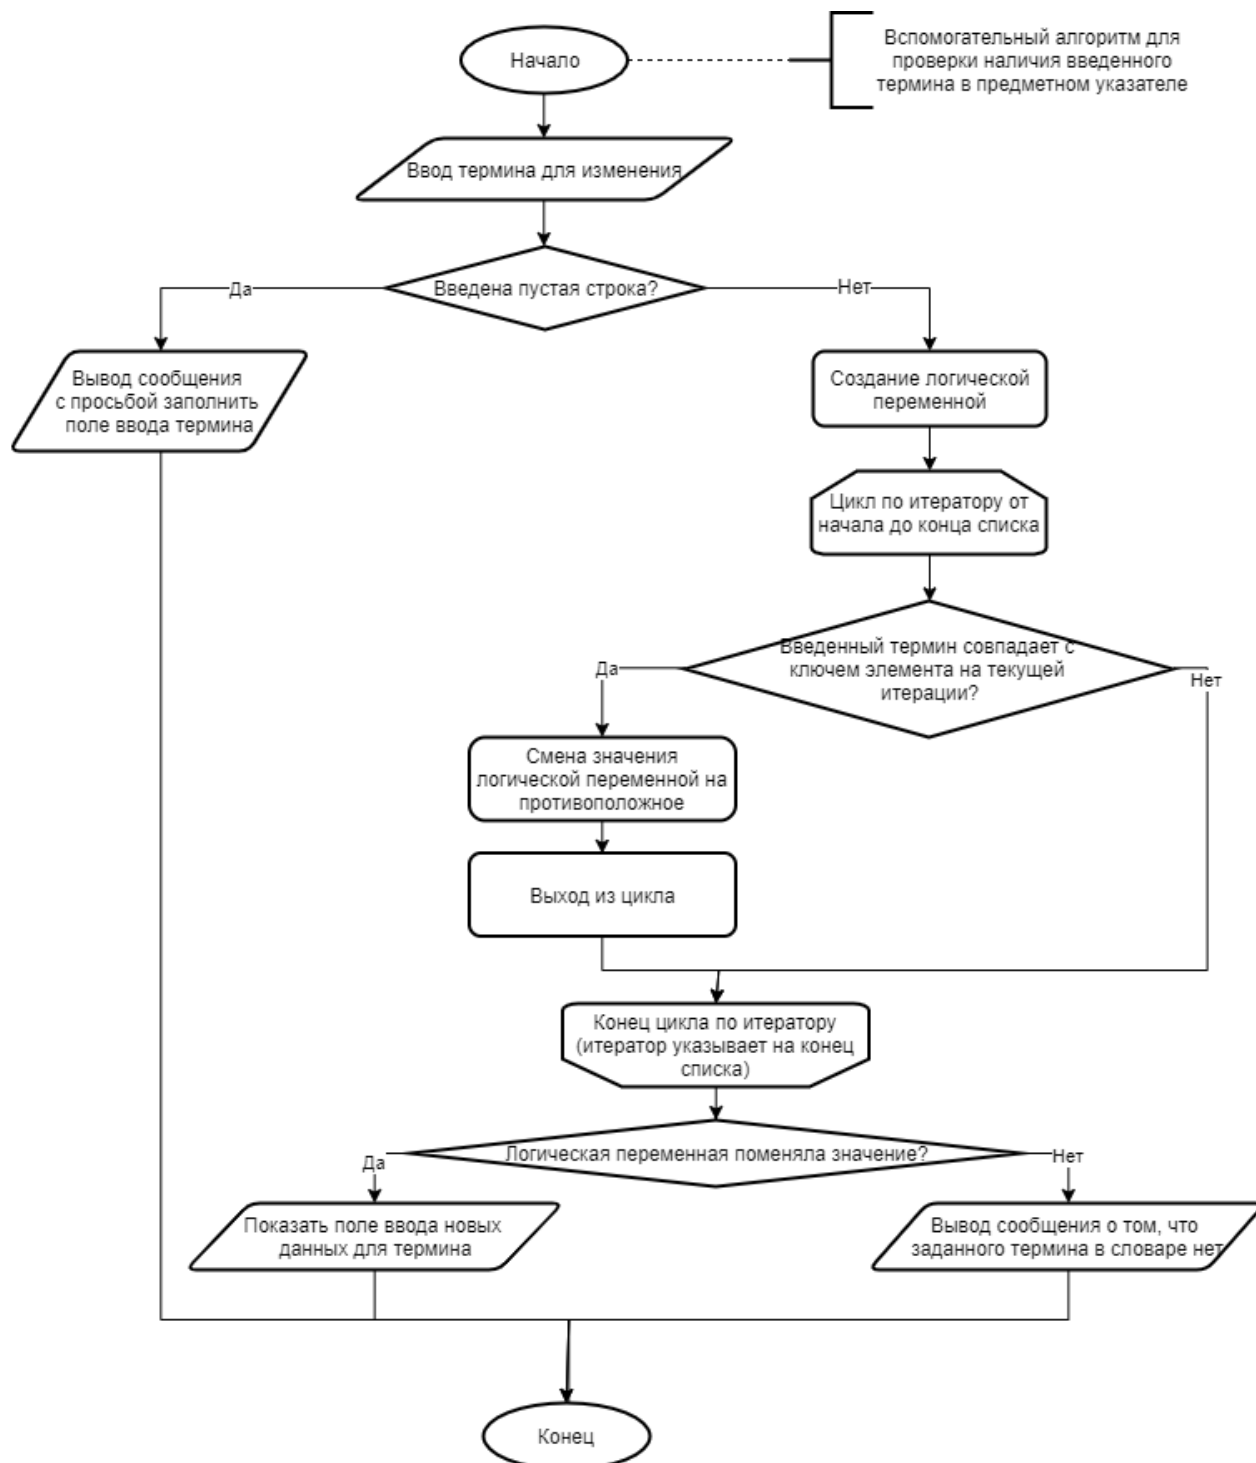 Начало
Вспомогательный алгоритм для
проверки наличия введенного
термина в предметном указателе
Ввод термина для изменения
Введена пустая строка?
Да
Нет
Вывод сообщения
с просьбой заполнить
поле ввода термина
Создание логической
переменной
Цикл по итератору от
начала до конца списка
Введенный термин совпадает с
ключем элемента на текущей
итерации?
Да
Нет
Смена значения
логической переменной на
противоположное
Выход из цикла
Конец цикла по итератору
(итератор указывает на конец
списка)
Логическая переменная поменяла значение?
Да
Нет
Показать поле ввода новых
данных для термина
Вывод сообщения о том, что
заданного термина в словаре нет
Конец